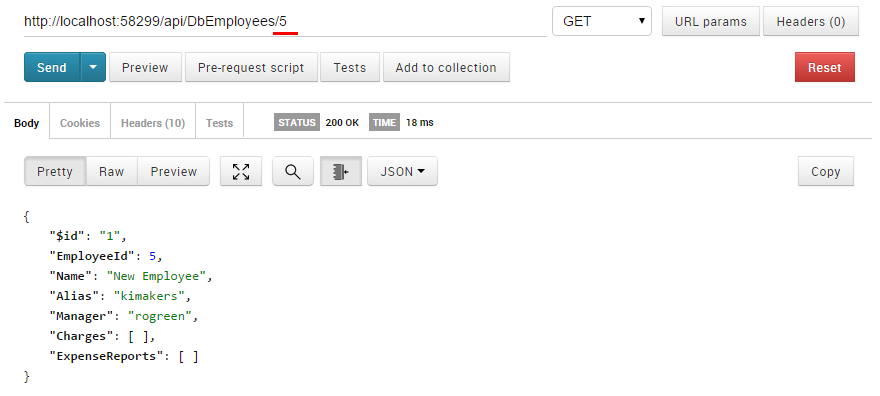 http://localhost:58299/api/DbEmployees/5 GET URL params Headers (0)
Send Preview Pre-request script Tests Add to collection Reset
Body Cookies Headers (10) Tests STATUS 200 OK TIME 18 ms
Pretty Raw Preview JSON Copy
{
"$id": "1",
"EmployeeId": 5,
"Name": "New Employee",
"Alias": "kimakers",
"Manager": "rogreen",
"Charges": [ ],
"ExpenseReports": [ ]
}